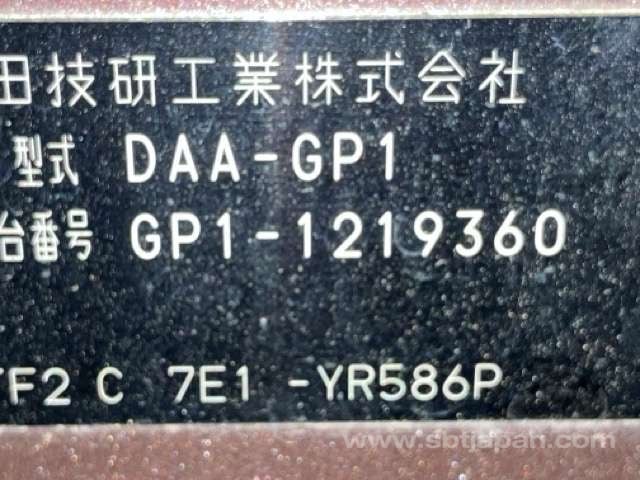 田技研工業株式会社
型式 DAA-GP1
台番号 GP1-1219360
F2 C 7E1 -YR586P
www.sbtjapan.com